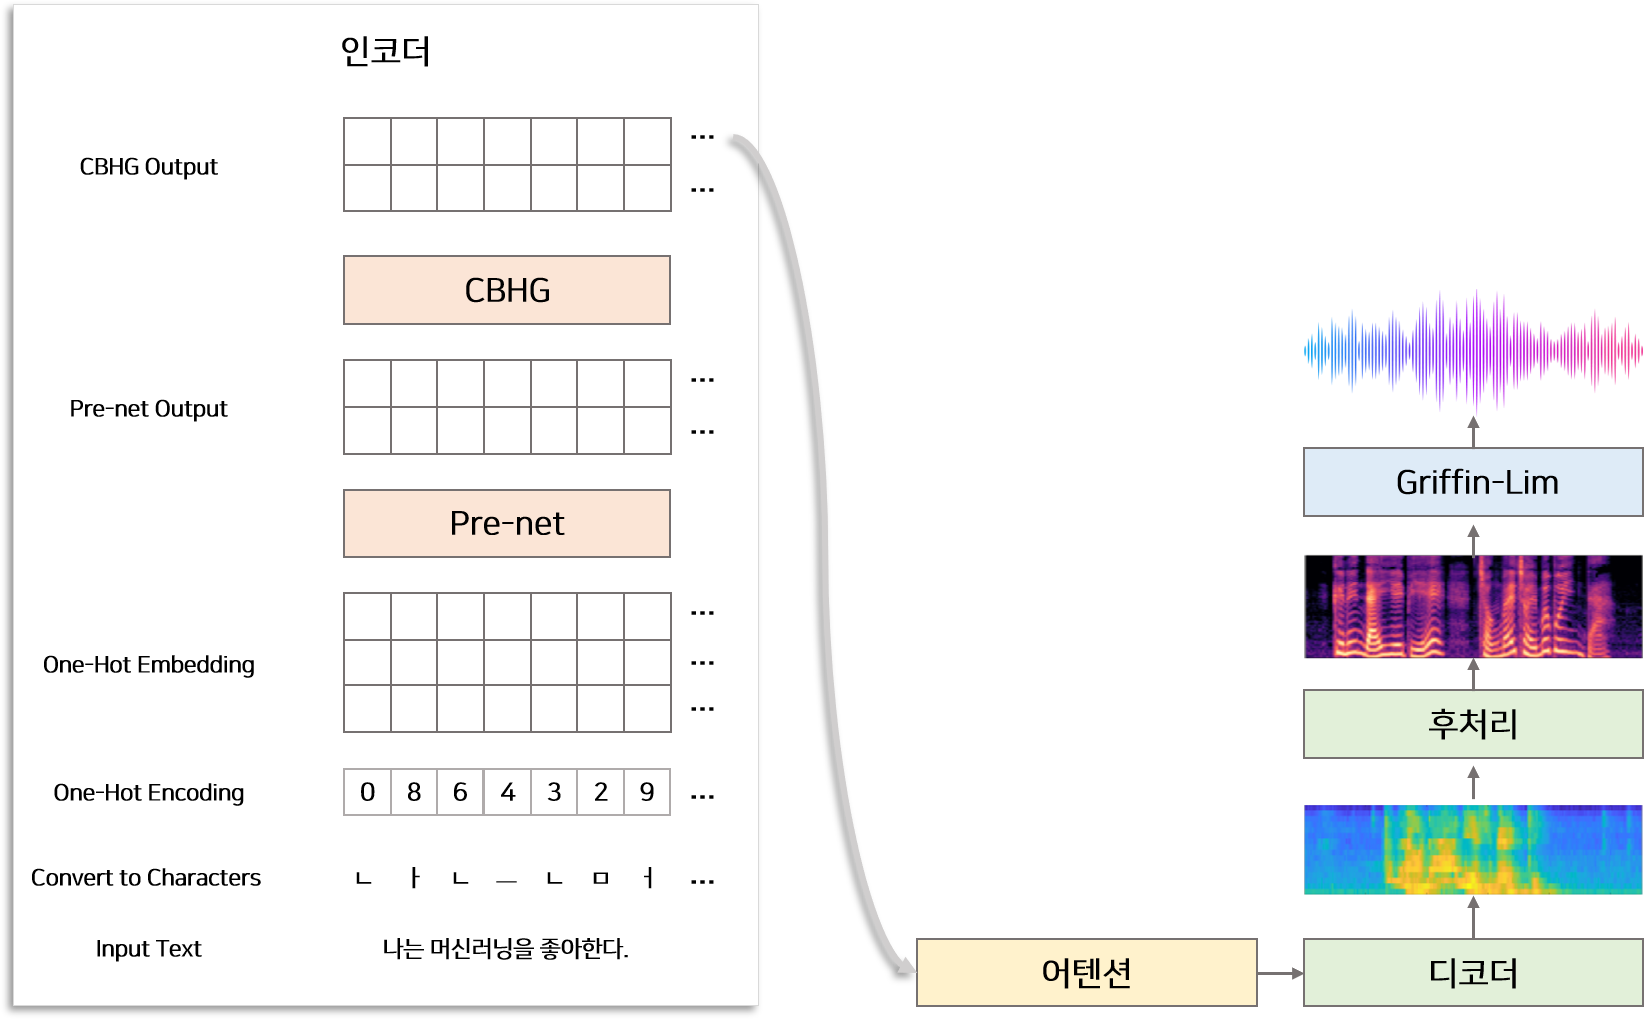 인코더
CBHG Output
...
...
CBHG
Pre-net Output
...
...
Pre-net
One-Hot Embedding
...
...
...
One-Hot Encoding 0 8 6 4 3 2 9 ...
Convert to Characters ㄴ ㅏ ㄴ ㅡ ㄴ ㅁ ㅓ ...
Input Text 나는 머신러닝을 좋아한다.
어텐션
디코더
후처리
Griffin-Lim